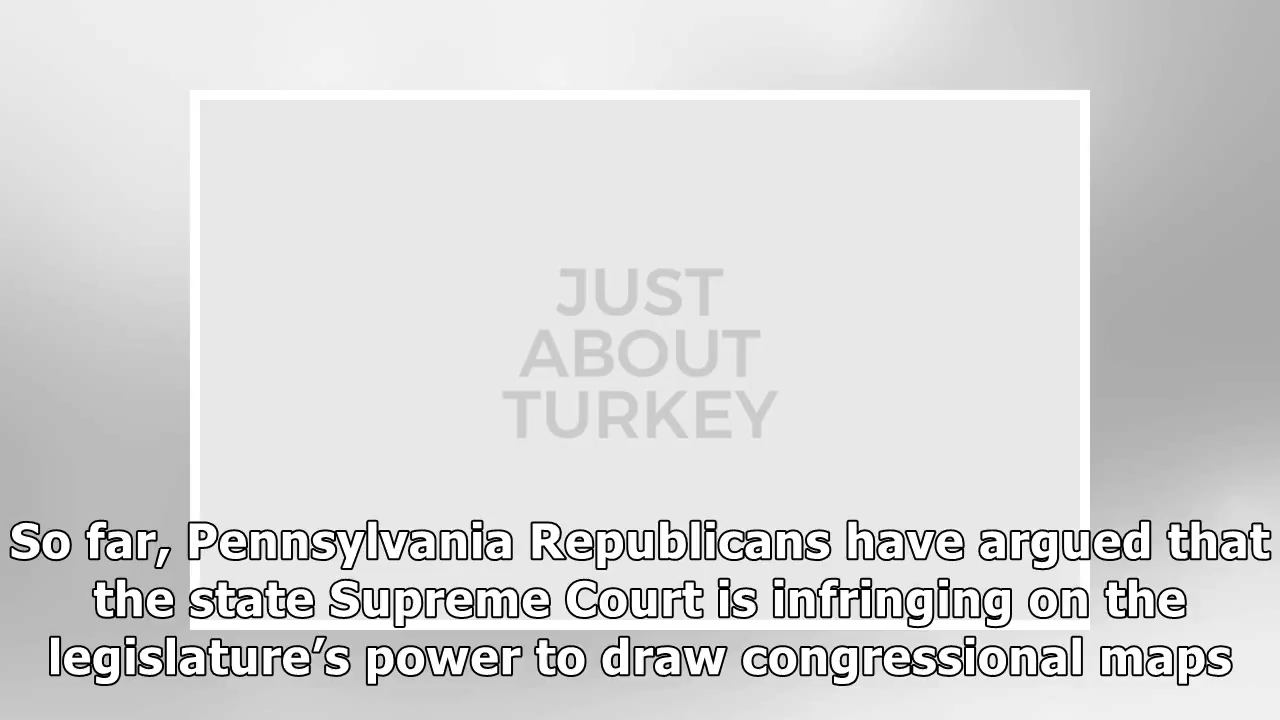 JUST
ABOUT
TURKEY
So far, Pennsylvania Republicans have argued that
the state Supreme Court is infringing on the
legislature’s power to draw congressional maps